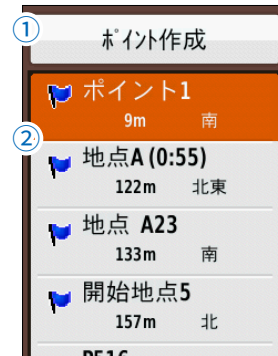 ①
ポイント作成
ポイント1
9m 南
②
地点A (0:55)
122m 北東
地点 A23
133m 南
開始地点5
157m 北